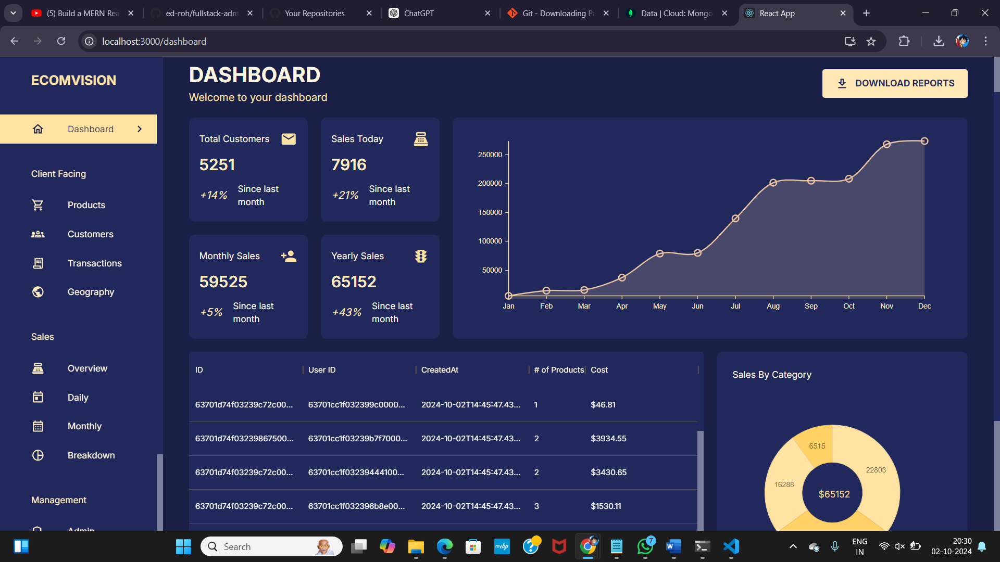 (5) Build a MERN Rea
ed-roh/fullstack-adm
Your Repositories
ChatGPT
Git - Downloading Pa
Data | Cloud: Mongo
React App
localhost:3000/dashboard
ECOMVISION
Dashboard
Client Facing
Products
Customers
Transactions
Geography
Sales
Overview
Daily
Monthly
Breakdown
Management
Admin
DASHBOARD
Welcome to your dashboard
DOWNLOAD REPORTS
Total Customers
5251
+14% Since last
month
Sales Today
7916
+21% Since last
month
Monthly Sales
59525
+5% Since last
month
Yearly Sales
65152
+43% Since last
month
250000
200000
150000
100000
50000
Jan Feb Mar Apr May Jun Jul Aug Sep Oct Nov Dec
ID User ID CreatedAt # of Products Cost
63701d74f03239c72c00... 63701cc1f032399c0000... 2024-10-02T14:45:47.43... 1 $46.81
63701d74f03239867500... 63701cc1f03239b7f7000... 2024-10-02T14:45:47.43... 2 $3934.55
63701d74f03239c72c00... 63701cc1f03239444100... 2024-10-02T14:45:47.43... 2 $3430.65
63701d74f03239c72c00... 63701cc1f032396b8e00... 2024-10-02T14:45:47.43... 3 $1530.11
Sales By Category
6515
22803
16288
$65152
Search
myhp
7
W
ENG
IN
20:30
02-10-2024